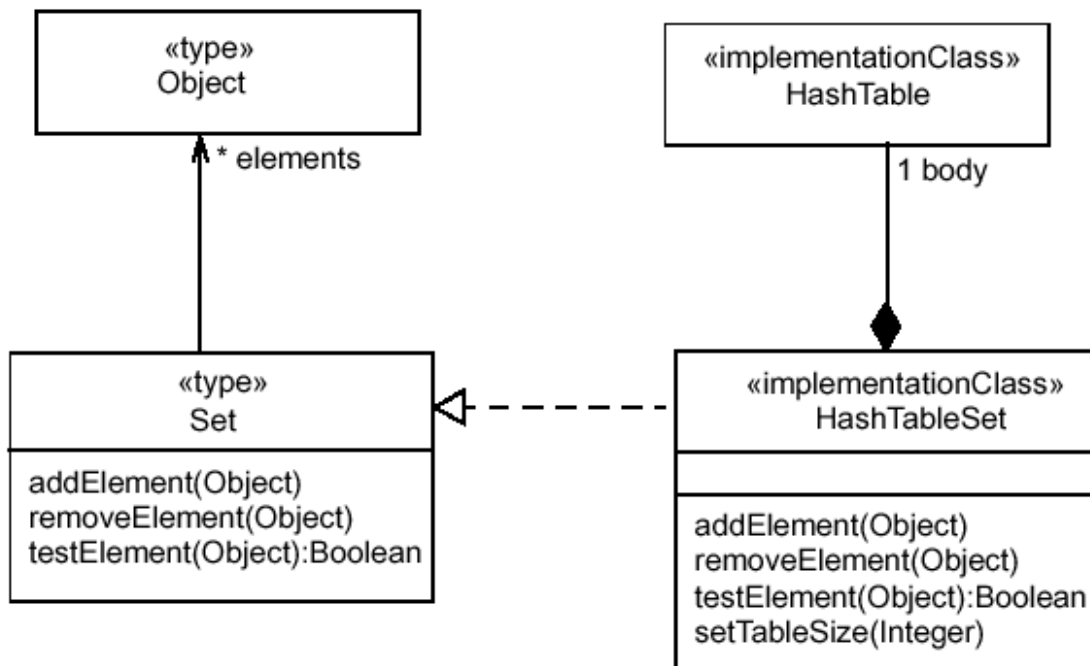 «type»
Object
* elements
«implementationClass»
HashTable
1 body
«type»
Set
addElement(Object)
removeElement(Object)
testElement(Object):Boolean
«implementationClass»
HashTableSet
addElement(Object)
removeElement(Object)
testElement(Object):Boolean
setTableSize(Integer)